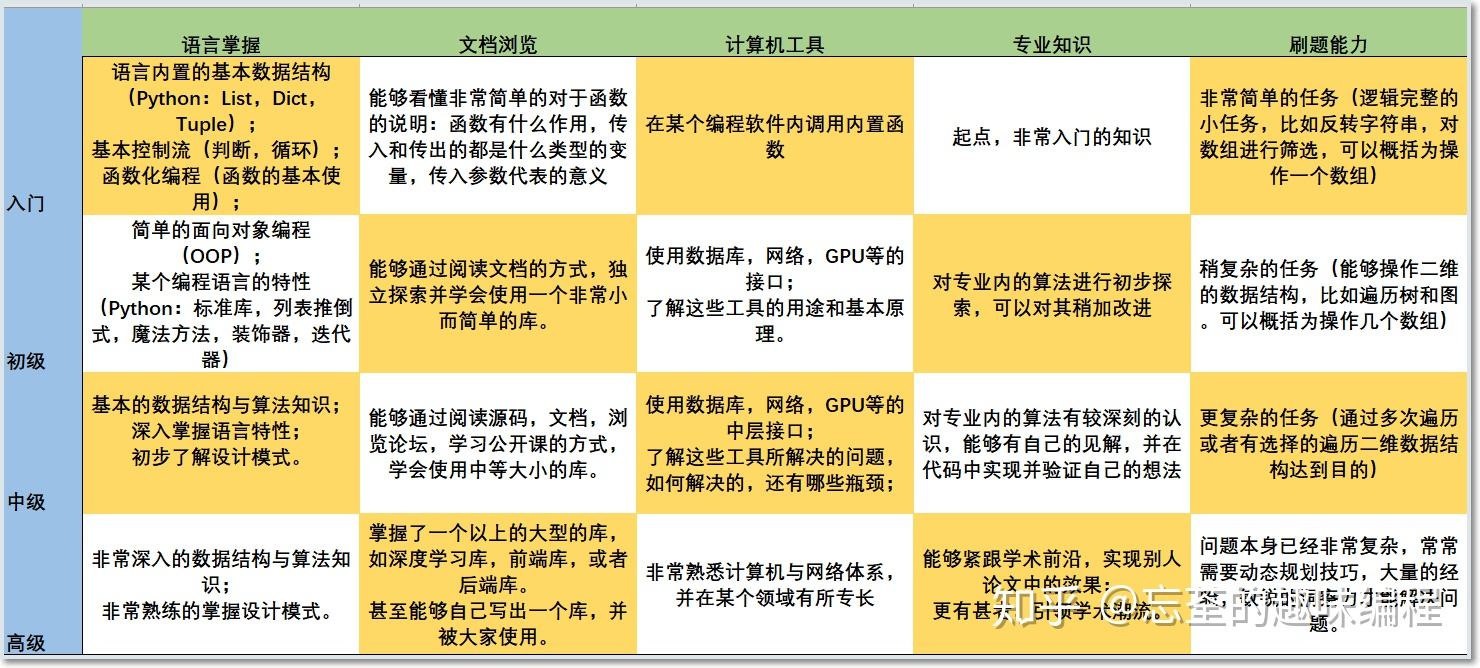 语言掌握
文档浏览
计算机工具
专业知识
刷题能力
入门
语言内置的基本数据结构
（Python：List，Dict，
Tuple）；
基本控制流（判断，循环）；
函数化编程（函数的基本使
用）；
能够看懂非常简单的对于函数
的说明：函数有什么作用，传
入和传出的都是什么类型的变
量，传入参数代表的意义
在某个编程软件内调用内置函
数
起点，非常入门的知识
非常简单的任务（逻辑完整的
小任务，比如反转字符串，对
数组进行筛选，可以概括为操
作一个数组）
初级
简单的面向对象编程
（OOP）；
某个编程语言的特性
（Python：标准库，列表推倒
式，魔法方法，装饰器，迭代
器）
能够通过阅读文档的方式，独
立探索并学会使用一个非常小
而简单的库。
使用数据库，网络，GPU等的
接口；
了解这些工具的用途和基本原
理。
对专业内的算法进行初步探
索，可以对其稍加改进
稍复杂的任务（能够操作二维
的数据结构，比如遍历树和图
。可以概括为操作几个数组）
中级
基本的数据结构与算法知识；
深入掌握语言特性；
初步了解设计模式。
能够通过阅读源码，文档，浏
览论坛，学习公开课的方式，
学会使用中等大小的库。
使用数据库，网络，GPU等的
中层接口；
了解这些工具所解决的问题，
如何解决的，还有哪些瓶颈；
对专业内的算法有较深刻的认
识，能够有自己的见解，并在
代码中实现并验证自己的想法
更复杂的任务（通过多次遍历
或者有选择的遍历二维数据结
构达到目的）
高级
非常深入的数据结构与算法知
识；
非常熟练的掌握设计模式。
掌握了一个以上的大型的库，
如深度学习库，前端库，或者
后端库。
甚至能够自己写出一个库，并
被大家使用。
非常熟悉计算机与网络体系，
并在某个领域有所专长
能够紧跟学术前沿，实现别人
论文中的效果；
更有甚者 引领学术潮流。
问题本身已经非常复杂，常常
需要动态规划技巧，大量的经
才能解决问
题。
知乎 @忘至的趣味编程